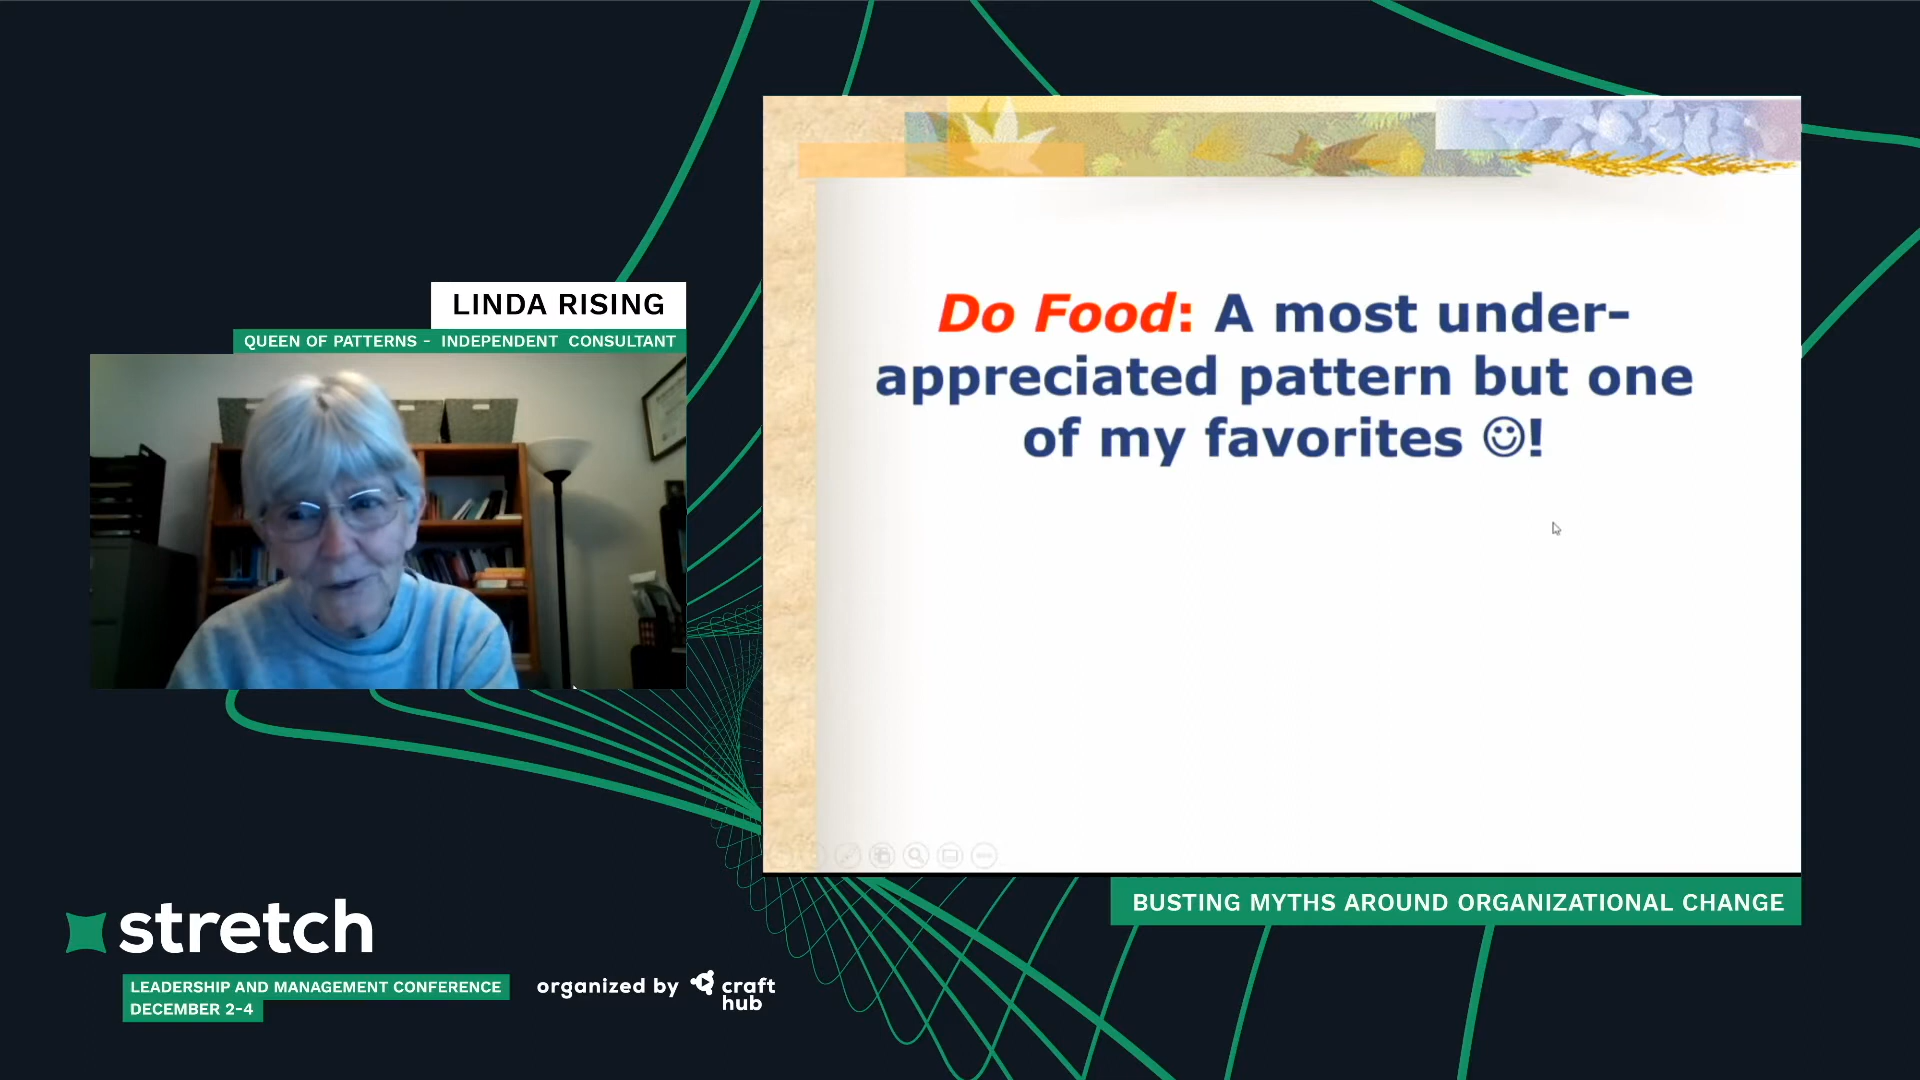 LINDA RISING
QUEEN OF PATTERNS - INDEPENDENT CONSULTANT
Do Food: A most under-
appreciated pattern but one
of my favorites ☺!
BUSTING MYTHS AROUND ORGANIZATIONAL CHANGE
stretch
LEADERSHIP AND MANAGEMENT CONFERENCE
DECEMBER 2-4
organized by craft
hub